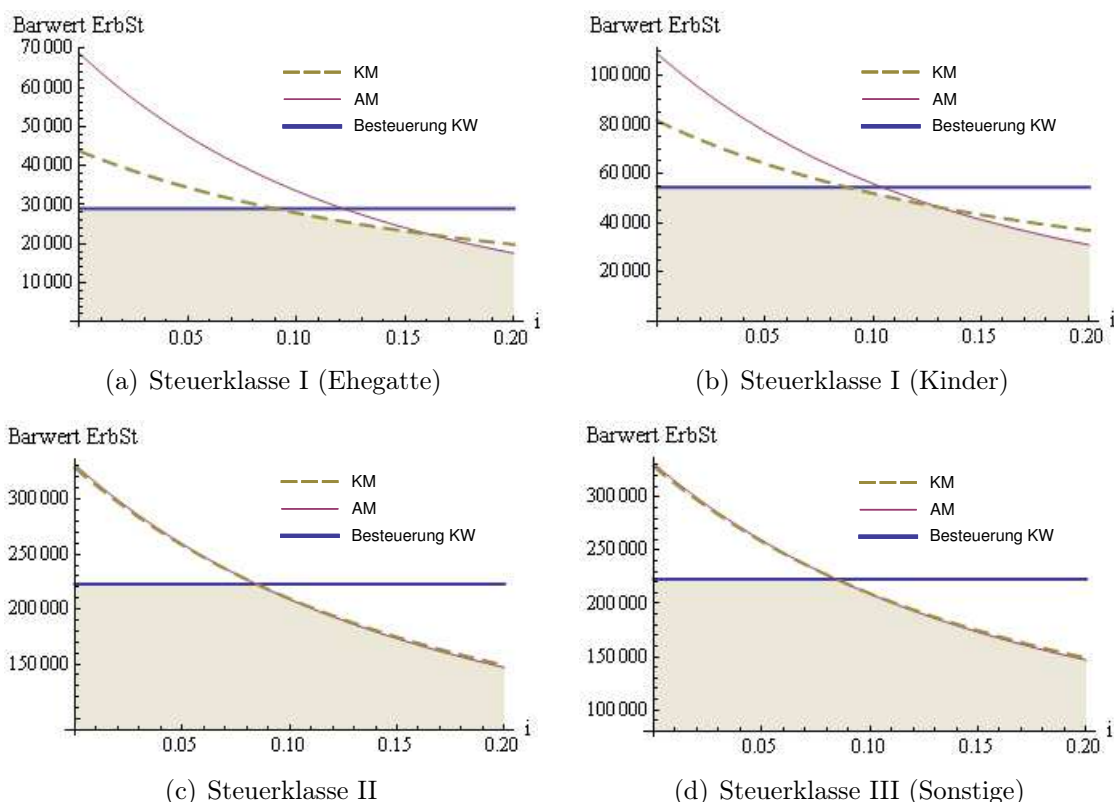 Barwert ErbSt
70 000
60 000
50 000
40 000
30 000
20 000
10 000
KM
AM
Besteuerung KW
0.05
0.10
0.15
0.20
i
(a) Steuerklasse I (Ehegatte)
Barwert ErbSt
100 000
80 000
60 000
40 000
20 000
KM
AM
Besteuerung KW
0.05
0.10
0.15
0.20
i
(b) Steuerklasse I (Kinder)
Barwert ErbSt
300 000
250 000
200 000
150 000
KM
AM
Besteuerung KW
0.05
0.10
0.15
0.20
i
(c) Steuerklasse II
Barwert ErbSt
300 000
250 000
200 000
150 000
100 000
KM
AM
Besteuerung KW
0.05
0.10
0.15
0.20
i
(d) Steuerklasse III (Sonstige)